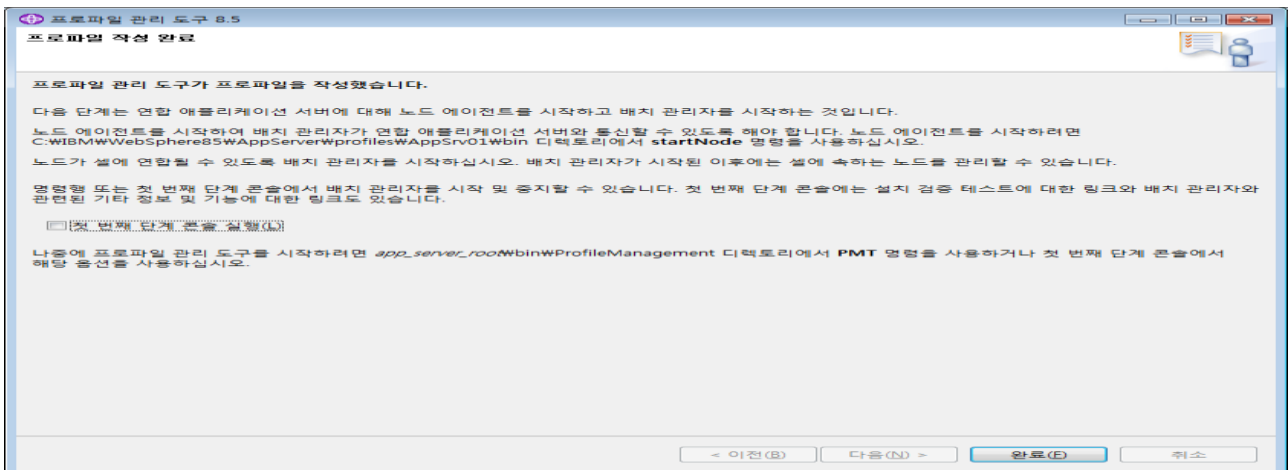 프로파일 관리 도구 8.5
프로파일 작성 완료
프로파일 관리 도구가 프로파일을 작성했습니다.
다음 단계는 연합 애플리케이션 서버에 대해 노드 에이전트를 시작하고 배치 관리자를 시작하는 것입니다.
노드 에이전트를 시작하여 배치 관리자가 연합 애플리케이션 서버와 통신할 수 있도록 해야 합니다. 노드 에이전트를 시작하려면
C:₩IBM₩WebSphere85₩AppServer₩profiles₩AppSrv01₩bin 디렉토리에서 startNode 명령을 사용하십시오.
노드가 셀에 연합될 수 있도록 배치 관리자를 시작하십시오. 배치 관리자가 시작된 이후에는 셀에 속하는 노드를 관리할 수 있습니다.
명령행 또는 첫 번째 단계 콘솔에서 배치 관리자를 시작 및 중지할 수 있습니다. 첫 번째 단계 콘솔에는 설치 검증 테스트에 대한 링크와 배치 관리자와
관련된 기타 정보 및 기능에 대한 링크도 있습니다.
첫 번째 단계 콘솔 실행(L)
나중에 프로파일 관리 도구를 시작하려면 app_server_root₩bin₩ProfileManagement 디렉토리에서 PMT 명령을 사용하거나 첫 번째 단계 콘솔에서
해당 옵션을 사용하십시오.
< 이전(B) 다음(N) > 완료(F) 취소